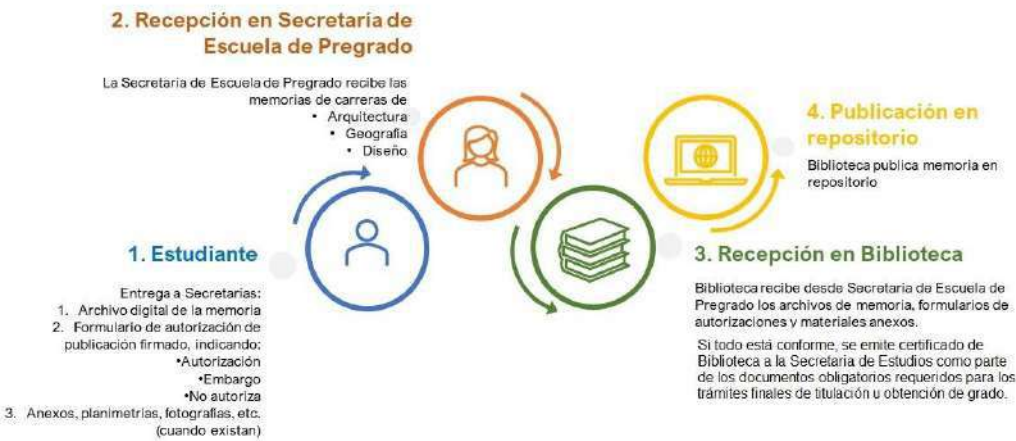 2. Recepción en Secretaría de
Escuela de Pregrado
La Secretaría de Escuela de Pregrado recibe las
memorias de carreras de
• Arquitectura
• Geografía
• Diseño
1. Estudiante
Entrega a Secretarías:
1. Archivo digital de la memoria
2. Formulario de autorización de
publicación firmado, indicando:
•Autorización
•Embargo
•No autoriza
3. Anexos, planimetrías, fotografías, etc.
(cuando existan)
4. Publicación en
repositorio
Biblioteca publica memoria en
repositorio
3. Recepción en Biblioteca
Biblioteca recibe desde Secretaría de Escuela de
Pregrado los archivos de memoria, formularios de
autorizaciones y materiales anexos.
Si todo está conforme, se emite certificado de
Biblioteca a la Secretaria de Estudios como parte
de los documentos obligatorios requeridos para los
trámites finales de titulación u obtención de grado.